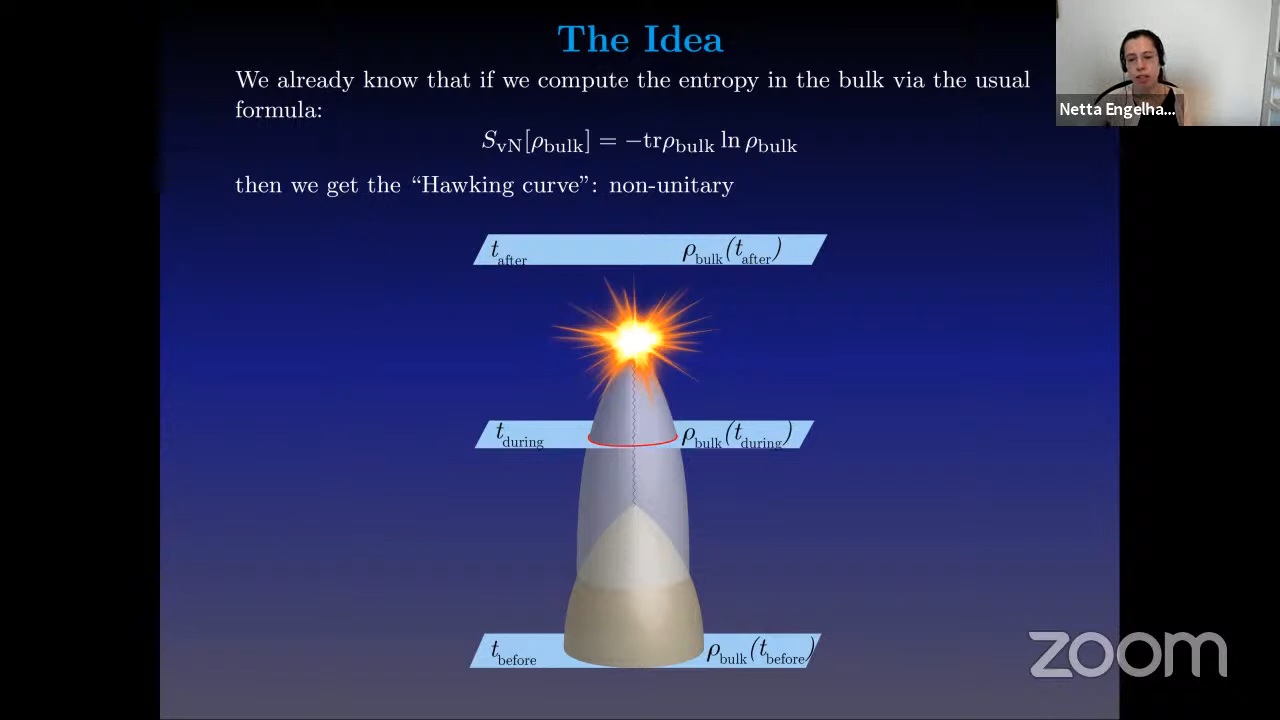 The Idea
We already know that if we compute the entropy in the bulk via the usual
formula:
S_vN[ρ_bulk] = −trρ_bulk ln ρ_bulk
then we get the “Hawking curve”: non-unitary
t_after ρ_bulk(t_after)
t_during ρ_bulk(t_during)
t_before ρ_bulk(t_before)
Netta Engelha...
zoom